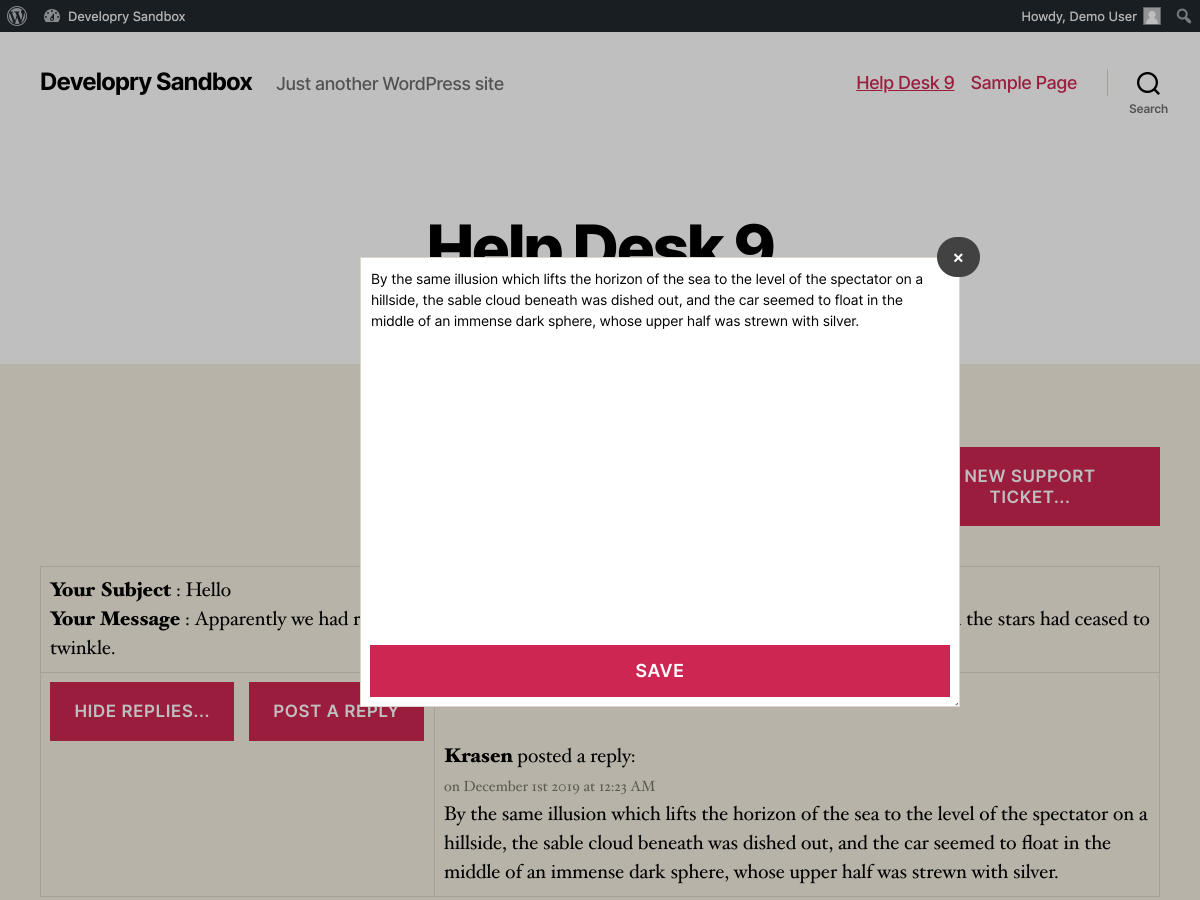 Developry Sandbox
Howdy, Demo User
Developry Sandbox
Just another WordPress site
Help Desk 9
Sample Page
Search
Help Desk 9
By the same illusion which lifts the horizon of the sea to the level of the spectator on a
hillside, the sable cloud beneath was dished out, and the car seemed to float in the
middle of an immense dark sphere, whose upper half was strewn with silver.
SAVE
NEW SUPPORT
TICKET...
Your Subject : Hello
Your Message : Apparently we had
the stars had ceased to
twinkle.
HIDE REPLIES...
POST A REPLY
Krasen posted a reply:
on December 1st 2019 at 12:23 AM
By the same illusion which lifts the horizon of the sea to the level of the spectator on a
hillside, the sable cloud beneath was dished out, and the car seemed to float in the
middle of an immense dark sphere, whose upper half was strewn with silver.